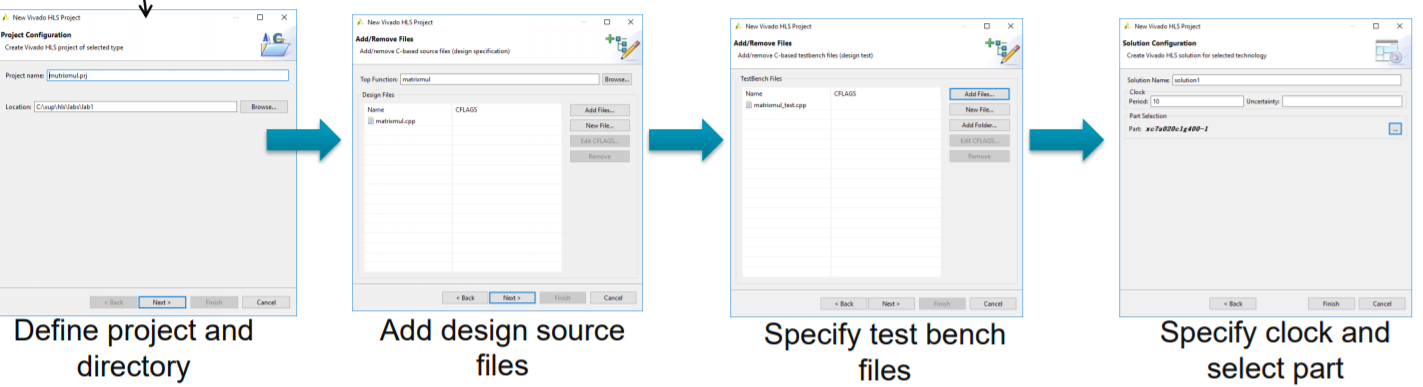 New Vivado HLS Project
Project Configuration
Create Vivado HLS project of selected type
Project name: mutrixmul.prj
Location: C:\xup\hls\labs\lab1
Browse...
< Back
Next >
Finish
Cancel
Define project and
directory
New Vivado HLS Project
Add/Remove Files
Add/remove C-based source files (design specification)
Top Function: matrixmul
Browse...
Design Files
Name
CFLAGS
Add Files...
matrixmul.cpp
New File...
Edit CFLAGS...
Remove
< Back
Next >
Finish
Cancel
Add design source
files
New Vivado HLS Project
Add/Remove Files
Add/remove C-based testbench files (design test)
TestBench Files
Name
CFLAGS
Add Files...
matrixmul_test.cpp
New File...
Add Folder...
Edit CFLAGS...
Remove
< Back
Next >
Finish
Cancel
Specify test bench
files
New Vivado HLS Project
Solution Configuration
Create Vivado HLS solution for selected technology
Solution Name: solution1
Clock
Period: 10
Uncertainty:
Part Selection
Part: xc7z020clg400-1
...
< Back
Finish
Cancel
Specify clock and
select part